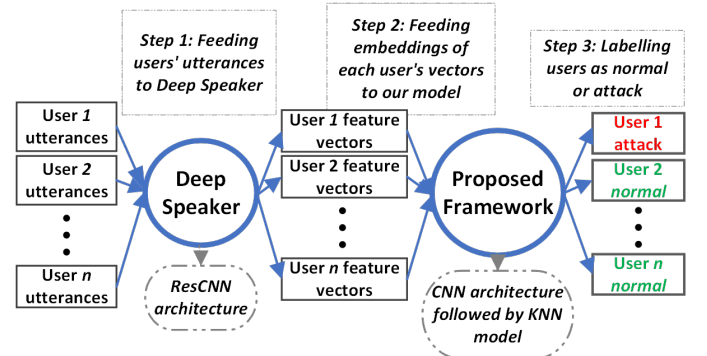 Step 1: Feeding
users' utterances
to Deep Speaker
Step 2: Feeding
embeddings of
each user's vectors
to our model
Step 3: Labelling
users as normal
or attack
User 1
utterances
User 2
utterances
User n
utterances
Deep
Speaker
ResCNN
architecture
User 1 feature
vectors
User 2 feature
vectors
User n feature
vectors
Proposed
Framework
CNN architecture
followed by KNN
model
User 1
attack
User 2
normal
User n
normal